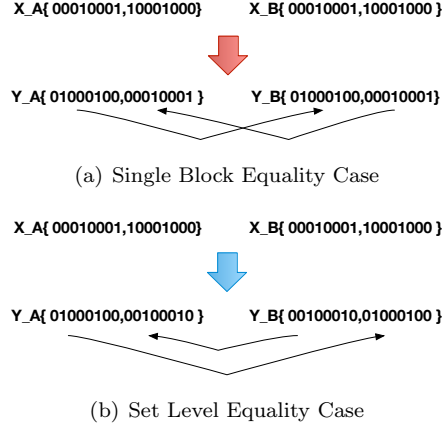 X_A{ 00010001,10001000} X_B{ 00010001,10001000 }
Y_A{ 01000100,00010001 } Y_B{ 01000100,00010001}
(a) Single Block Equality Case
X_A{ 00010001,10001000} X_B{ 00010001,10001000 }
Y_A{ 01000100,00100010 } Y_B{ 00100010,01000100 }
(b) Set Level Equality Case